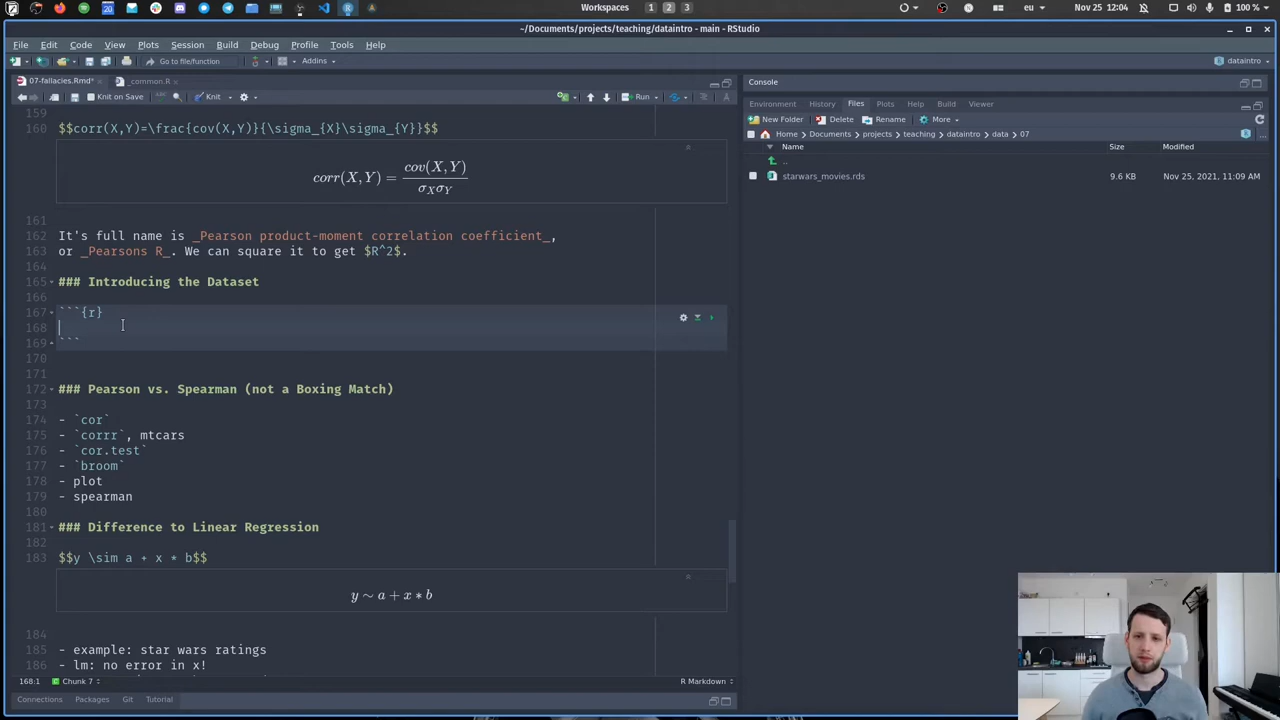 Workspaces 1 2 3
eu
Nov 25 12:04
100 %
~/Documents/projects/teaching/dataintro - main - RStudio
File Edit Code View Plots Session Build Debug Profile Tools Help
Go to file/function
Addins
dataintro
07-fallacies.Rmd*
_common.R
Knit on Save
Knit
Run
159
160 $$corr(X,Y)=\frac{cov(X,Y)}{\sigma_{X}\sigma_{Y}}$$
corr(X, Y) = cov(X, Y) / σXσY
161
162 It's full name is _Pearson product-moment correlation coefficient_,
163 or _Pearsons R_. We can square it to get $R^2$.
164
165 ### Introducing the Dataset
166
167 ```{r}
168
169 ```
170
171
172 ### Pearson vs. Spearman (not a Boxing Match)
173
174 - `cor`
175 - `corrr`, mtcars
176 - `cor.test`
177 - `broom`
178 - plot
179 - spearman
180
181 ### Difference to Linear Regression
182
183 $$y \sim a + x * b$$
y ∼ a + x ∗ b
184
185 - example: star wars ratings
186 - lm: no error in x!
168:1 Chunk 7 R Markdown
Connections Packages Git Tutorial
Console
Environment History Files Plots Help Build Viewer
New Folder Delete Rename More
Home Documents projects teaching dataintro data 07
Name Size Modified
..
starwars_movies.rds 9.6 KB Nov 25, 2021, 11:09 AM